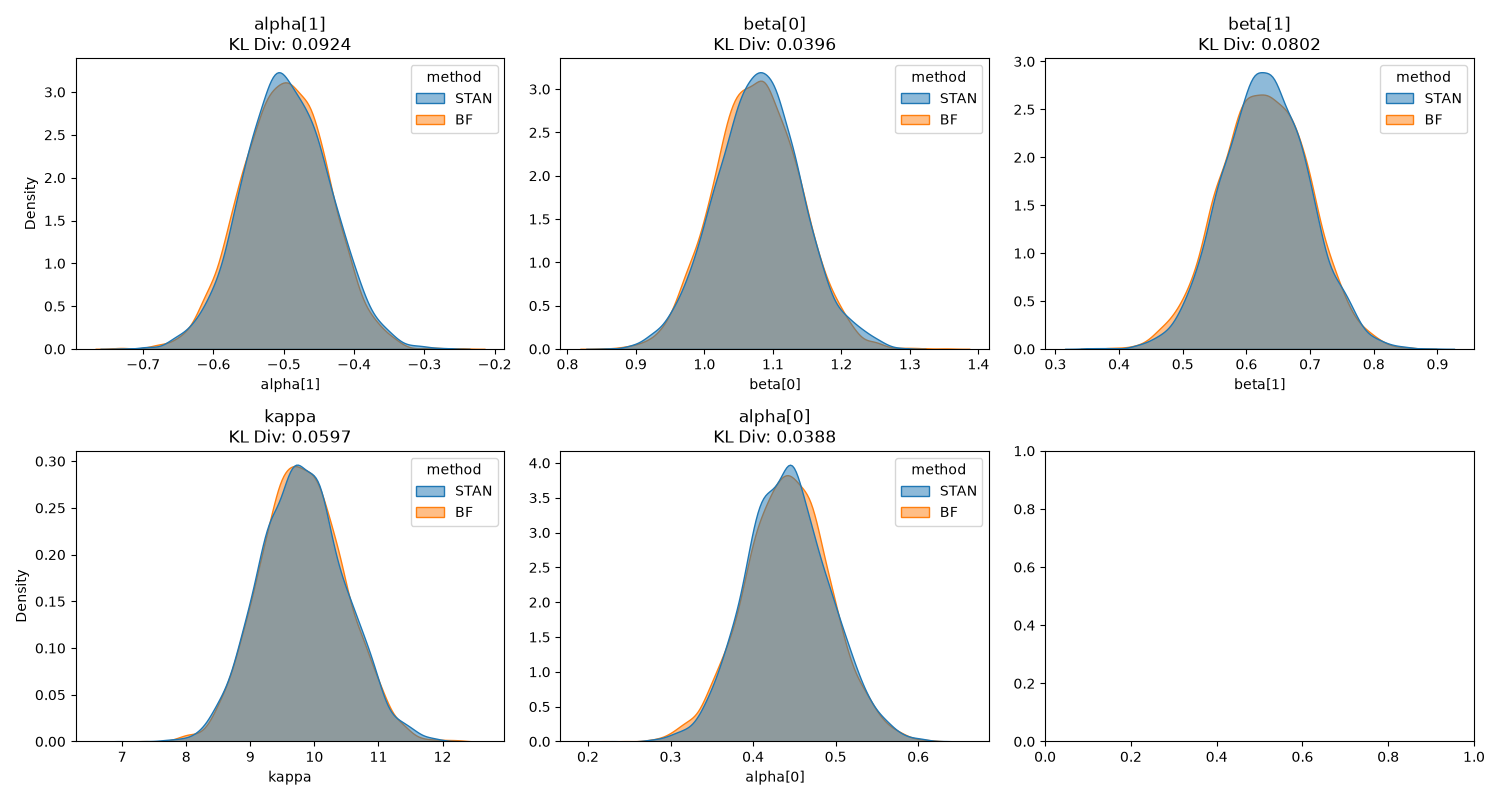 alpha[1]
KL Div: 0.0924
method
STAN
BF
3.0
2.5
2.0
1.5
1.0
0.5
0.0
Density
−0.7 −0.6 −0.5 −0.4 −0.3 −0.2
alpha[1]
beta[0]
KL Div: 0.0396
method
STAN
BF
3.0
2.5
2.0
1.5
1.0
0.5
0.0
0.8 0.9 1.0 1.1 1.2 1.3 1.4
beta[0]
beta[1]
KL Div: 0.0802
method
STAN
BF
3.0
2.5
2.0
1.5
1.0
0.5
0.0
0.3 0.4 0.5 0.6 0.7 0.8 0.9
beta[1]
kappa
KL Div: 0.0597
method
STAN
BF
0.30
0.25
0.20
0.15
0.10
0.05
0.00
Density
7 8 9 10 11 12
kappa
alpha[0]
KL Div: 0.0388
method
STAN
BF
4.0
3.5
3.0
2.5
2.0
1.5
1.0
0.5
0.0
0.2 0.3 0.4 0.5 0.6
alpha[0]
1.0
0.8
0.6
0.4
0.2
0.0
0.0 0.2 0.4 0.6 0.8 1.0